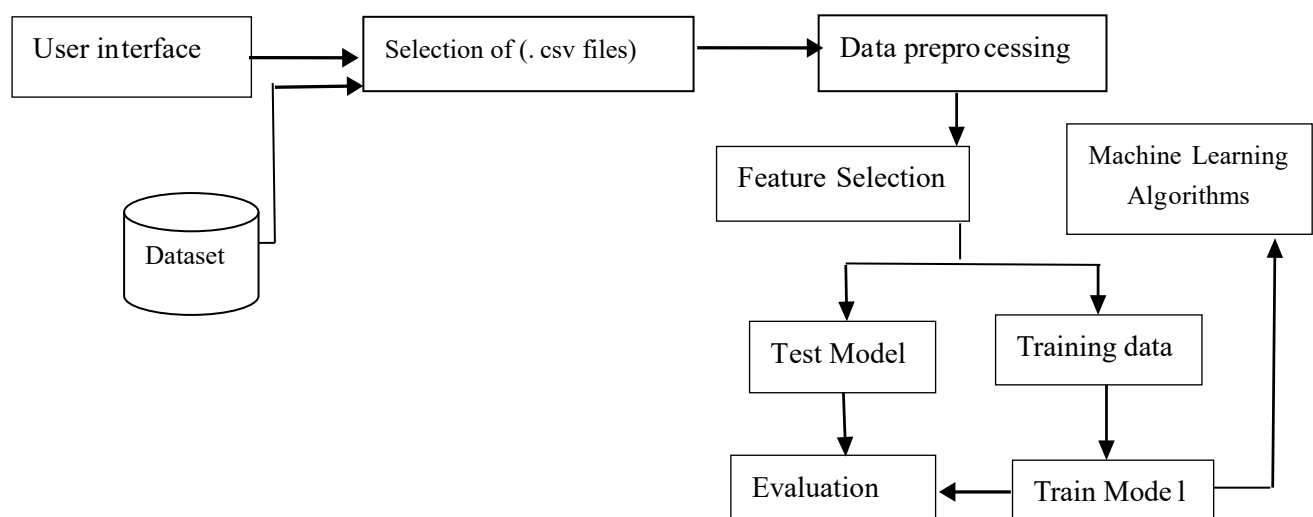 User interface
Selection of (. csv files)
Data preprocessing
Feature Selection
Machine Learning
Algorithms
Dataset
Test Model
Training data
Evaluation
Train Model